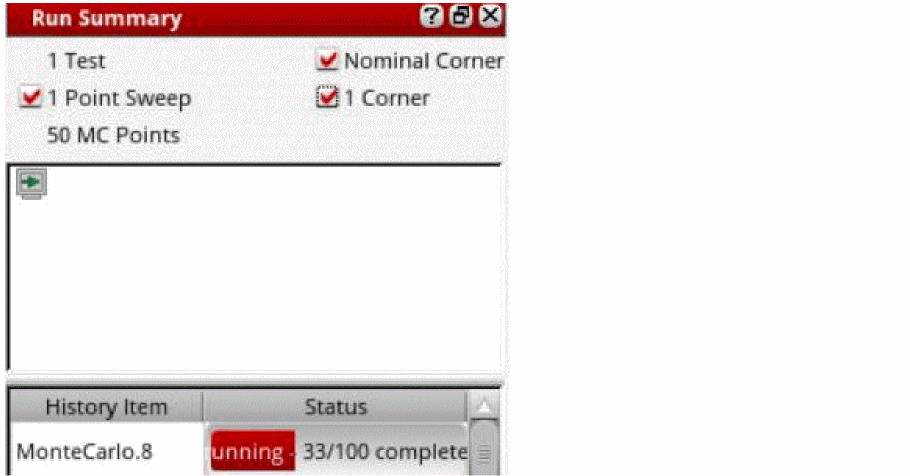 Run Summary
1 Test
Nominal Corner
1 Point Sweep
1 Corner
50 MC Points
History Item Status
MonteCarlo.8 unning - 33/100 complete